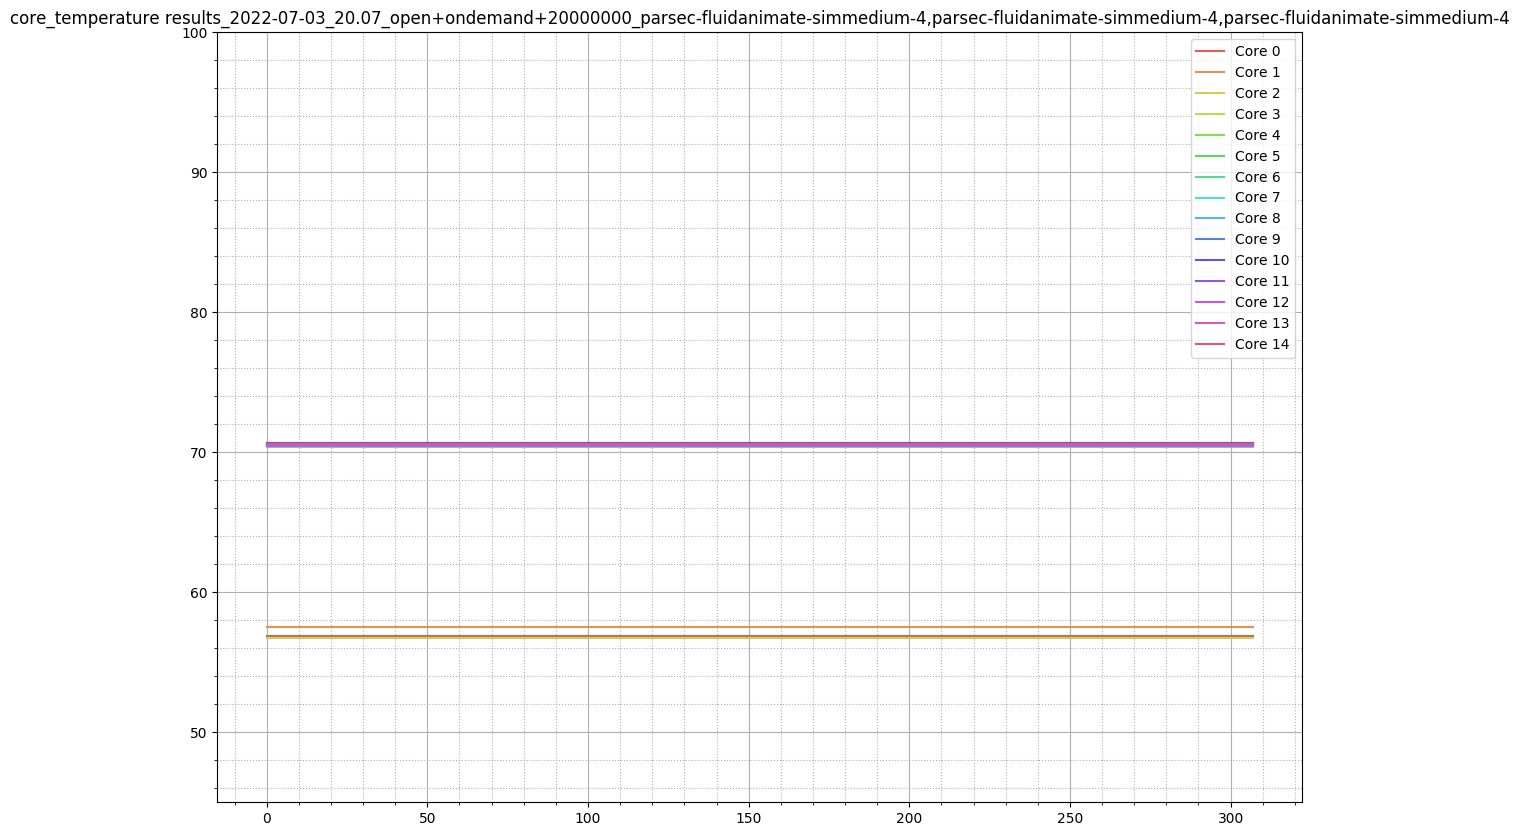 core_temperature results_2022-07-03_20.07_open+ondemand+20000000_parsec-fluidanimate-simmedium-4,parsec-fluidanimate-simmedium-4,parsec-fluidanimate-simmedium-4
100
90
80
70
60
50
0 50 100 150 200 250 300
Core 0
Core 1
Core 2
Core 3
Core 4
Core 5
Core 6
Core 7
Core 8
Core 9
Core 10
Core 11
Core 12
Core 13
Core 14